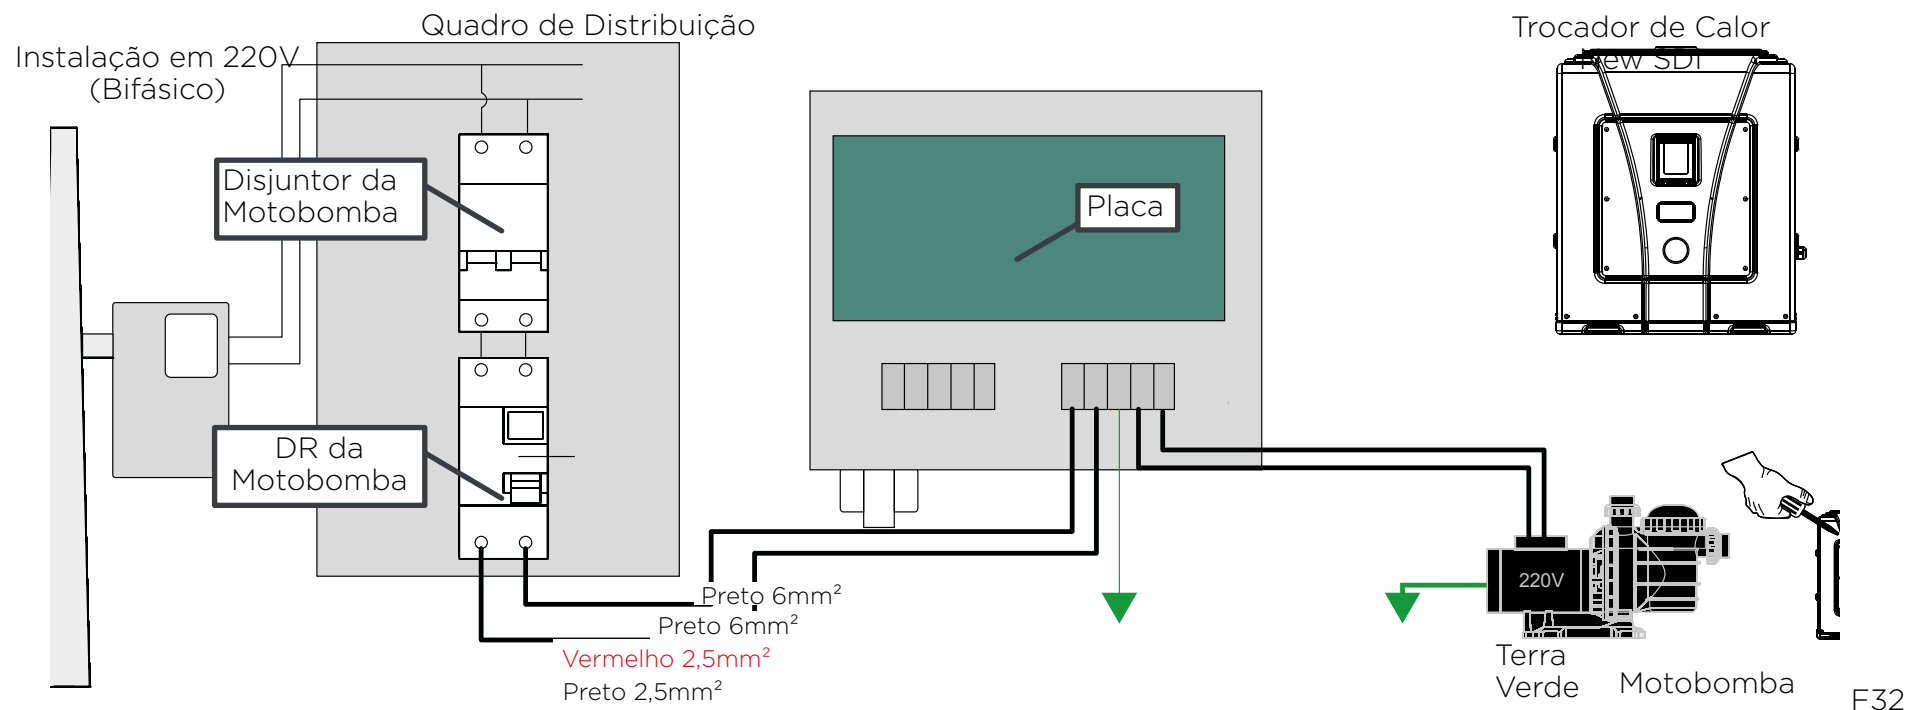 Quadro de Distribuição
Trocador de Calor
New SDI
Instalação em 220V
(Bifásico)
Disjuntor da
Motobomba
Placa
DR da
Motobomba
220V
Preto 6mm²
Preto 6mm²
Vermelho 2,5mm²
Preto 2,5mm²
Terra
Verde
Motobomba
F32